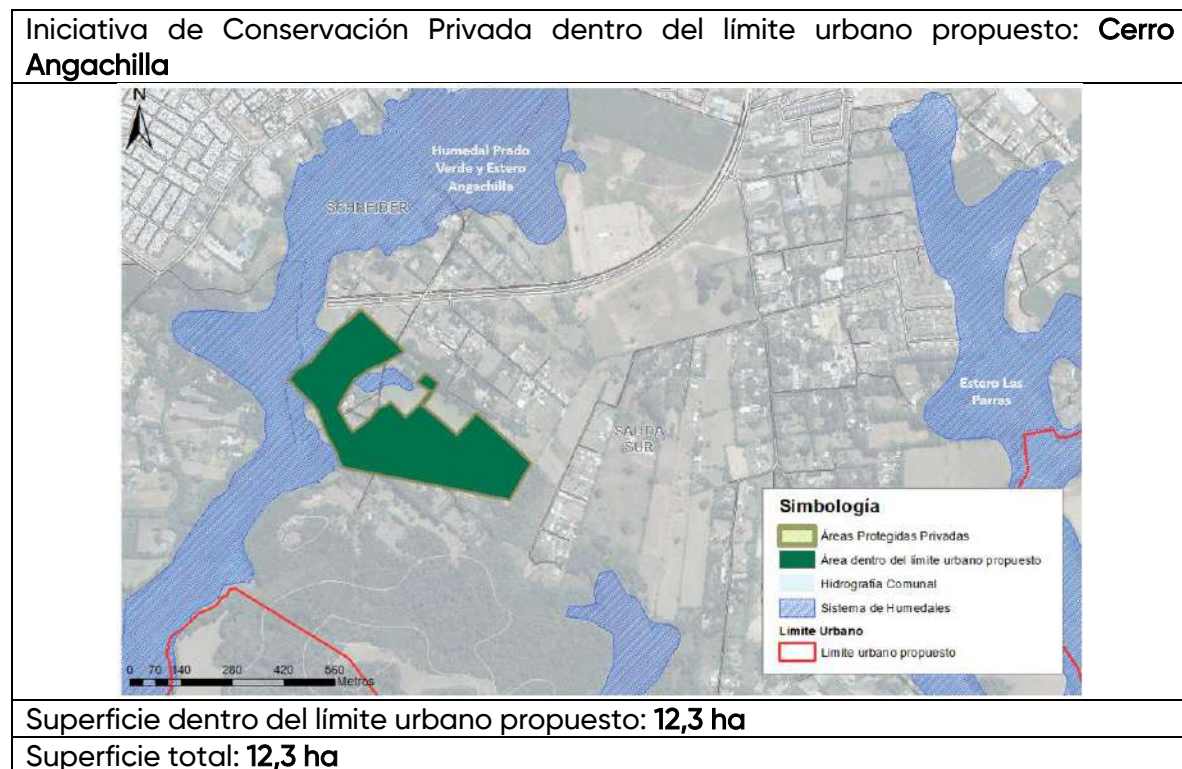 Iniciativa de Conservación Privada dentro del límite urbano propuesto: Cerro
Angachilla
N
Humedal Prado
Verde y Estero
Angachilla
SCHNEIDER
SALIDA
SUR
Estero Las
Parras
Simbología
Áreas Protegidas Privadas
Área dentro del límite urbano propuesto
Hidrografía Comunal
Sistema de Humedales
Limite Urbano
Limite urbano propuesto
0 70 140 280 420 560
Metros
Superficie dentro del límite urbano propuesto: 12,3 ha
Superficie total: 12,3 ha